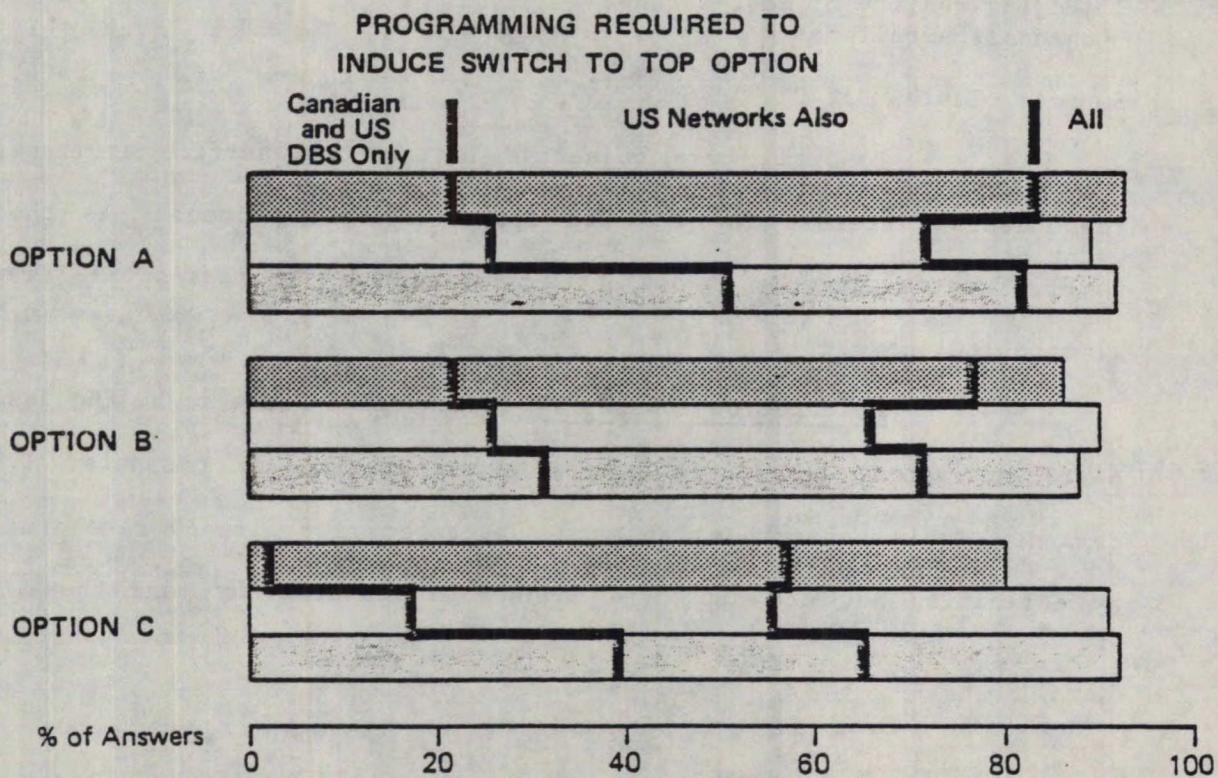 PROGRAMMING REQUIRED TO
INDUCE SWITCH TO TOP OPTION
Canadian
and US
DBS Only
US Networks Also
All
OPTION A
OPTION B
OPTION C
% of Answers
0 20 40 60 80 100